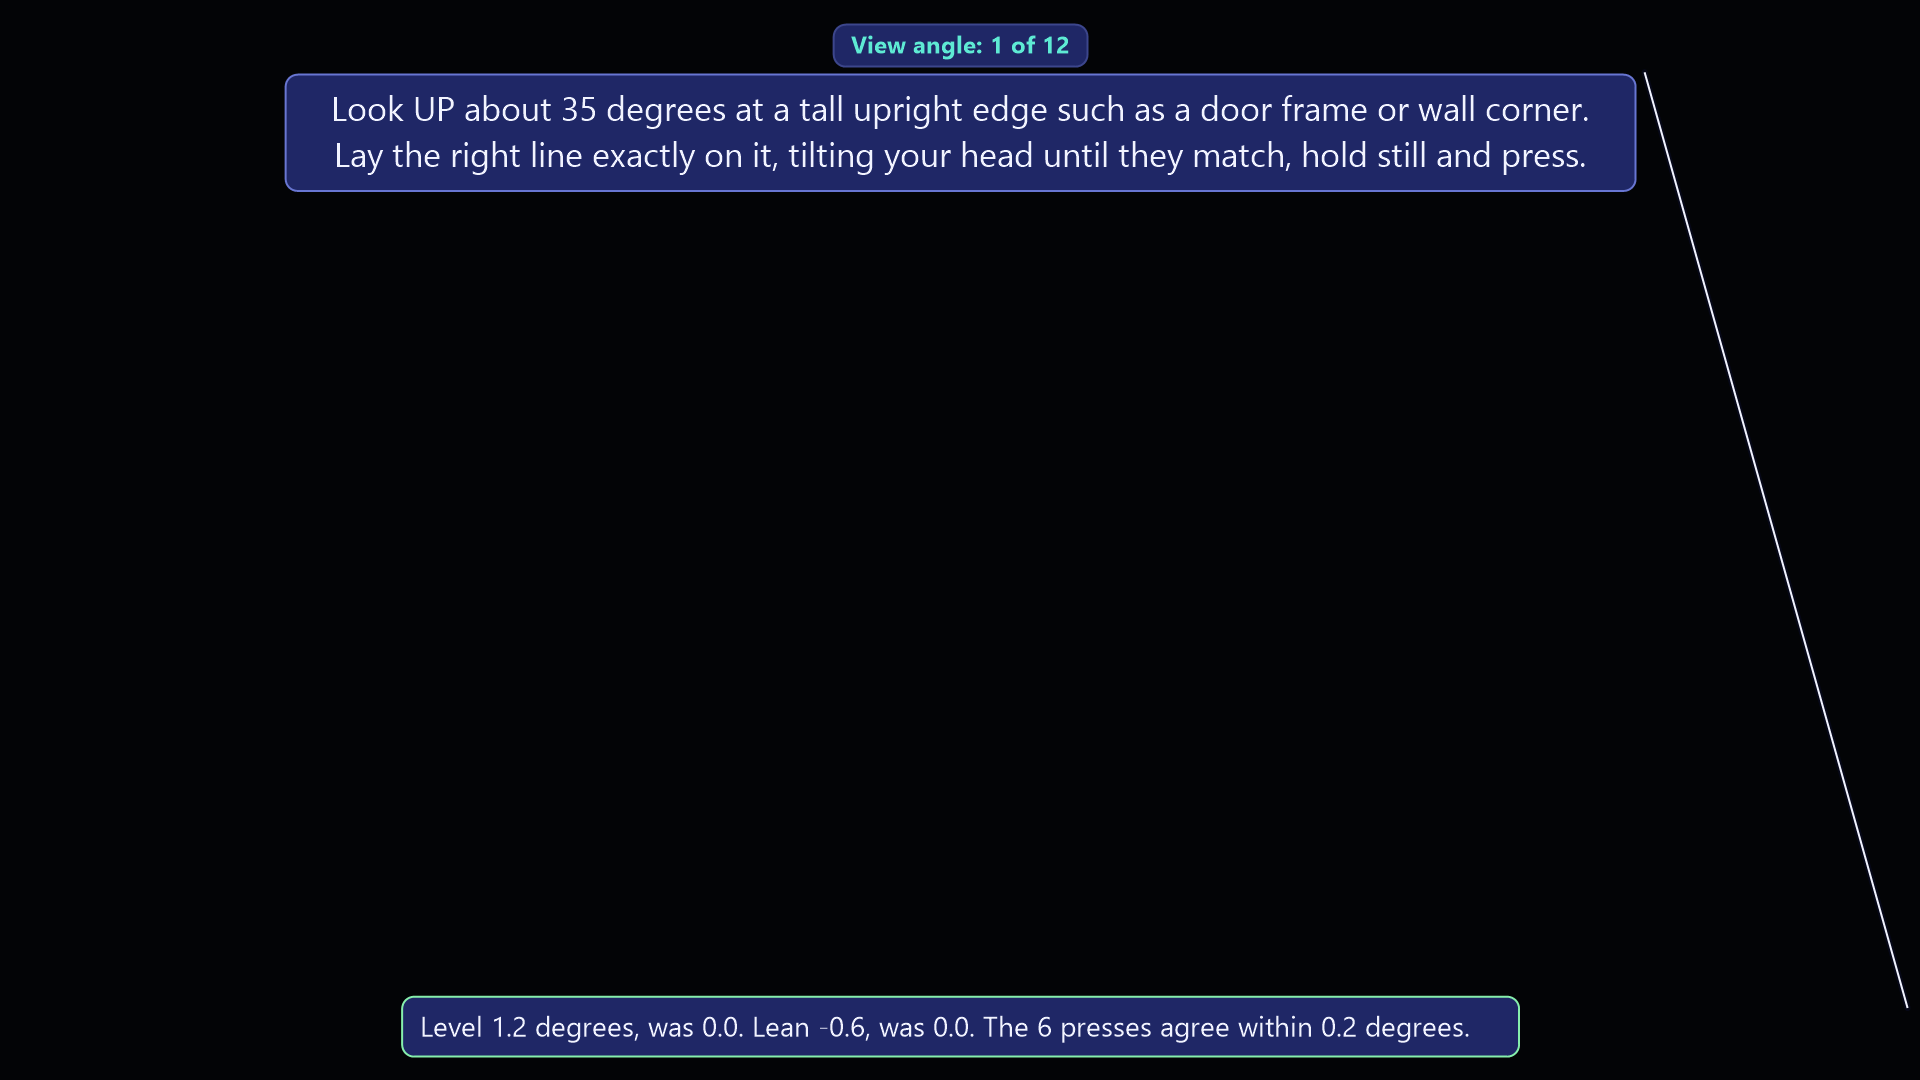 View angle: 1 of 12
Look UP about 35 degrees at a tall upright edge such as a door frame or wall corner.
Lay the right line exactly on it, tilting your head until they match, hold still and press.
Level 1.2 degrees, was 0.0. Lean -0.6, was 0.0. The 6 presses agree within 0.2 degrees.